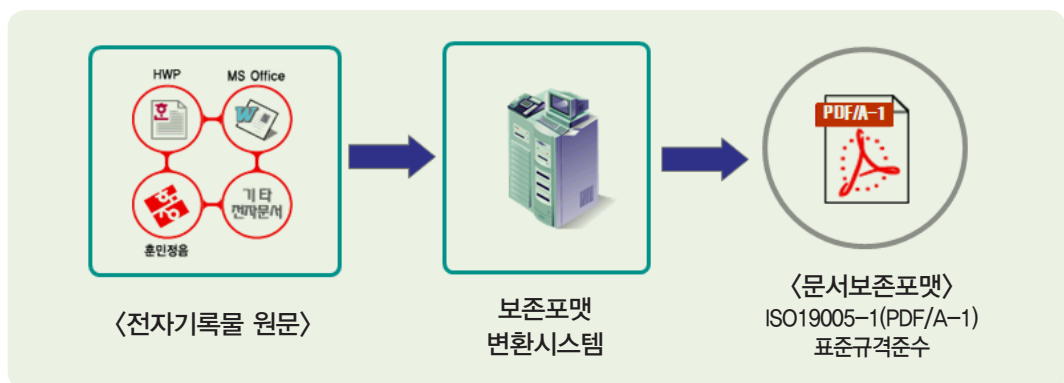 HWP
MS Office
훈민정음
기타
전자문서
〈전자기록물 원문〉
보존포맷
변환시스템
PDF/A-1
〈문서보존포맷〉
ISO19005-1(PDF/A-1)
표준규격준수